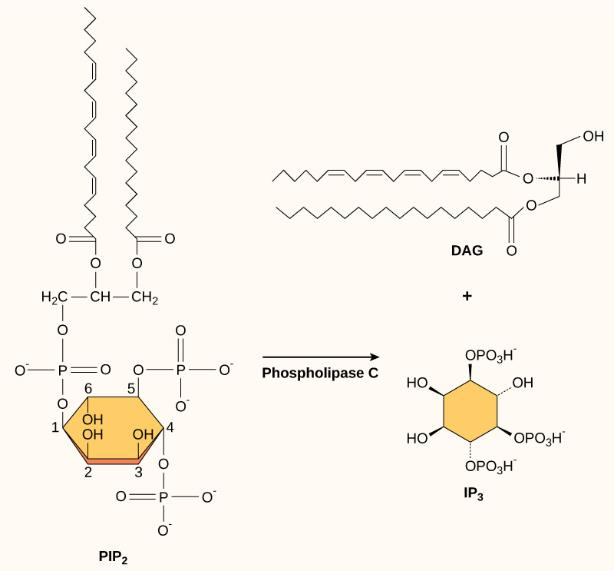 O
O
O
O
H₂C
CH
CH₂
O
O
O⁻
P
O
O
P
O⁻
O⁻
O
6
5
OH
OH
OH
1
4
2
3
O
O
P
O⁻
O⁻
PIP₂
Phospholipase C
O
OH
O
H
O
O
DAG
+
OPO₃H⁻
HO
OH
HO
OPO₃H⁻
OPO₃H⁻
IP₃